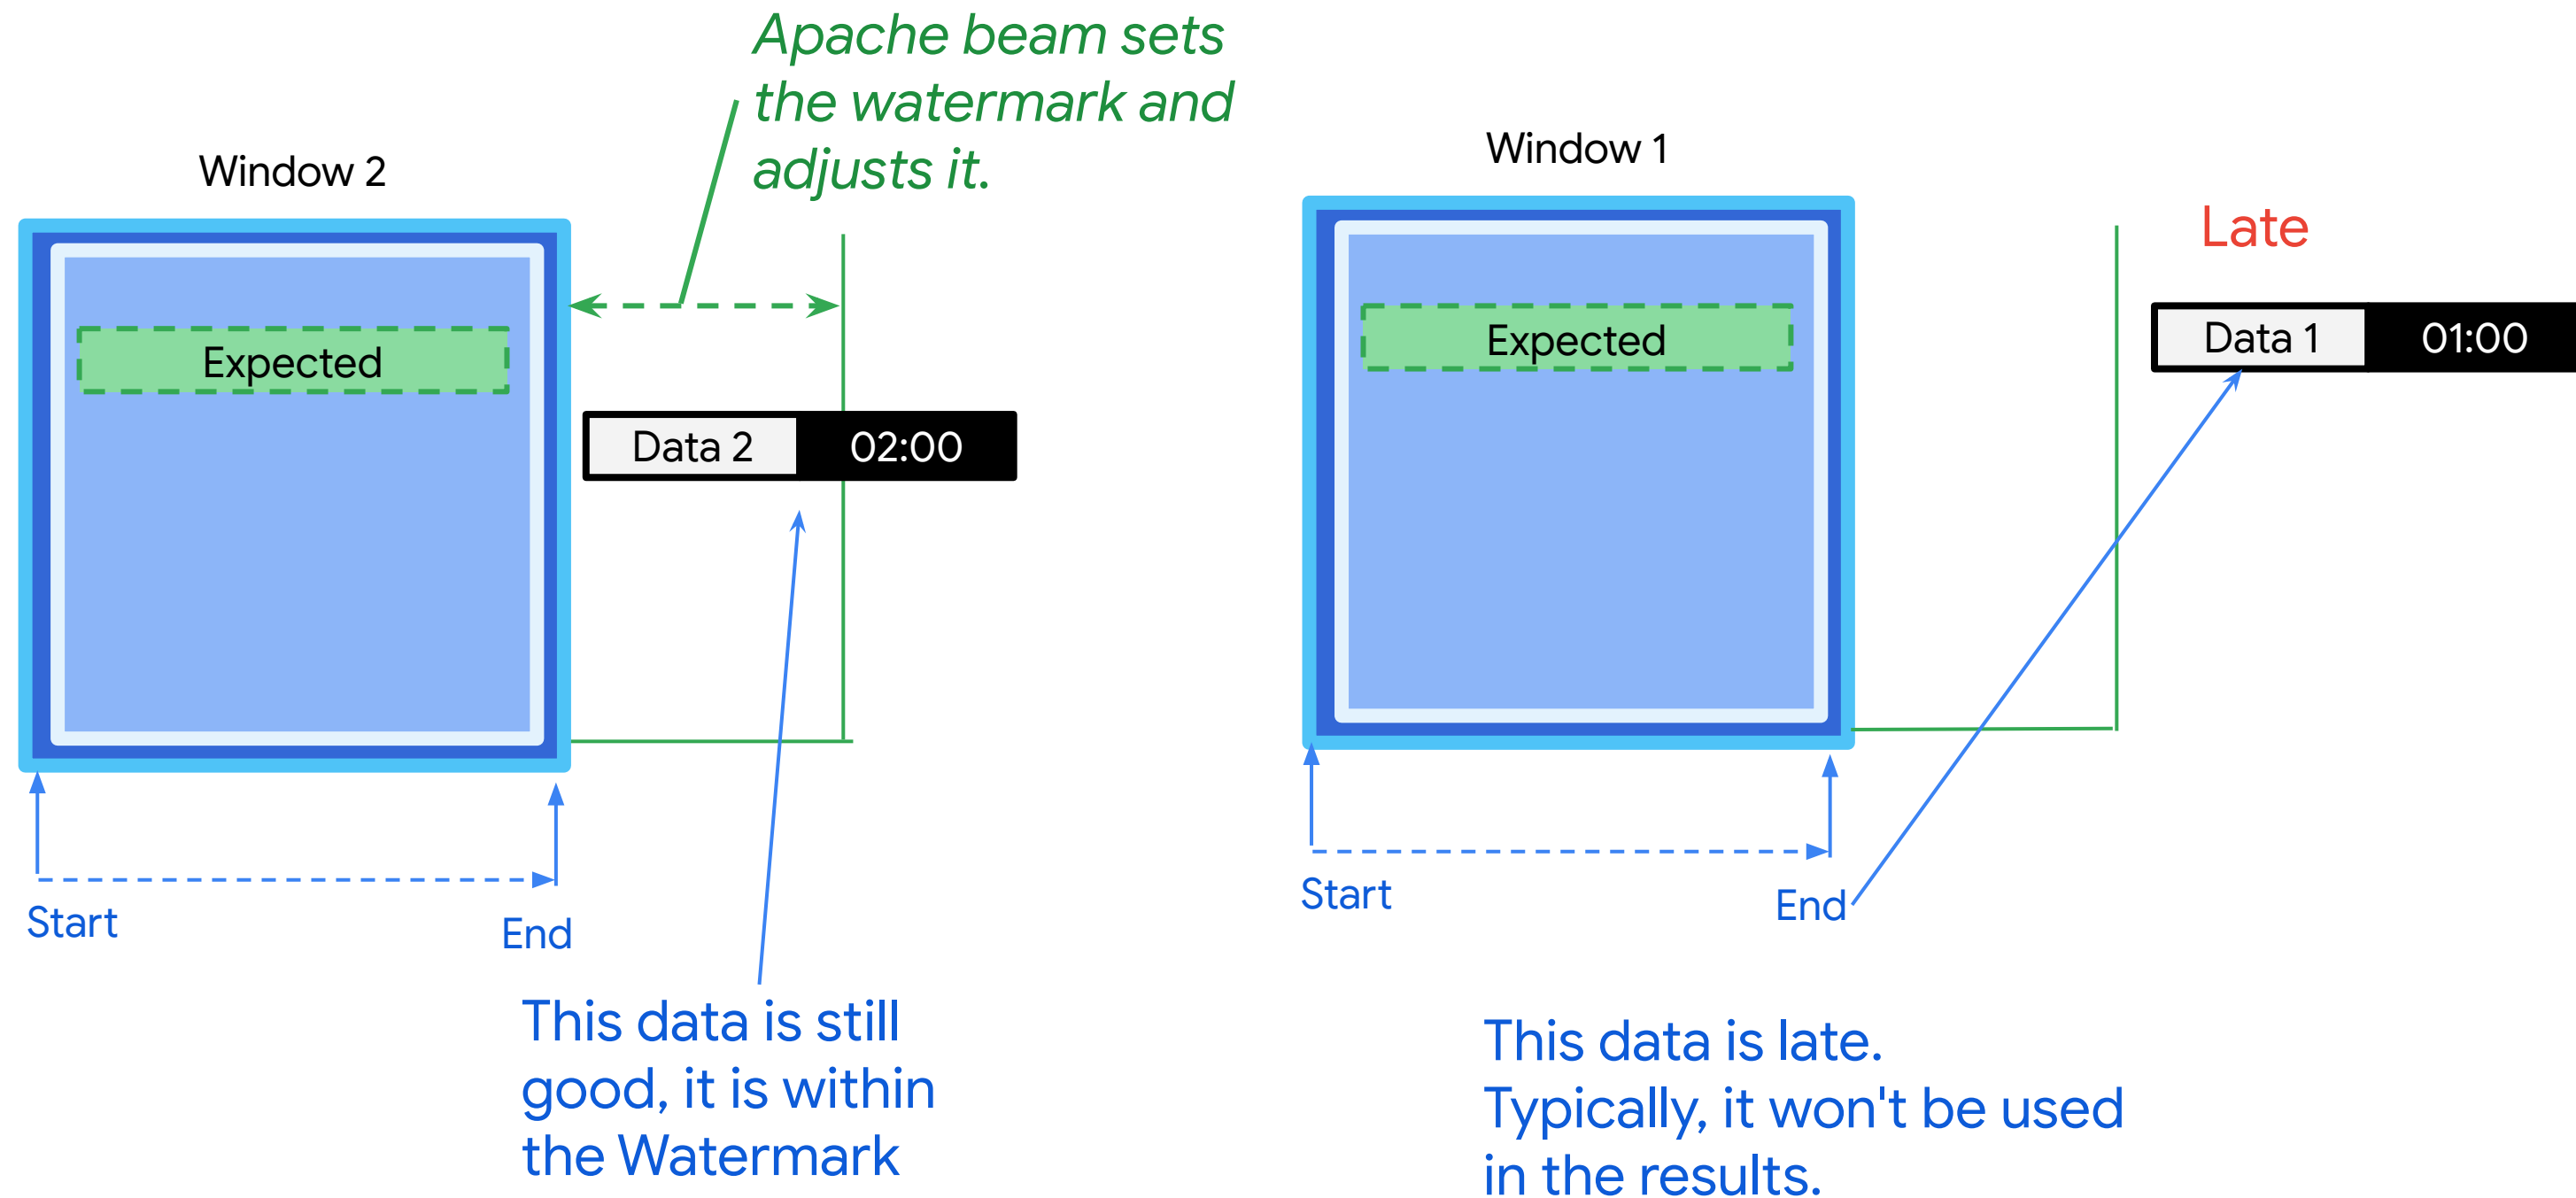 Apache beam sets
the watermark and
adjusts it.
Window 2
Expected
Data 2 02:00
Start
End
This data is still
good, it is within
the Watermark
Window 1
Late
Expected
Data 1 01:00
Start
End
This data is late.
Typically, it won't be used
in the results.